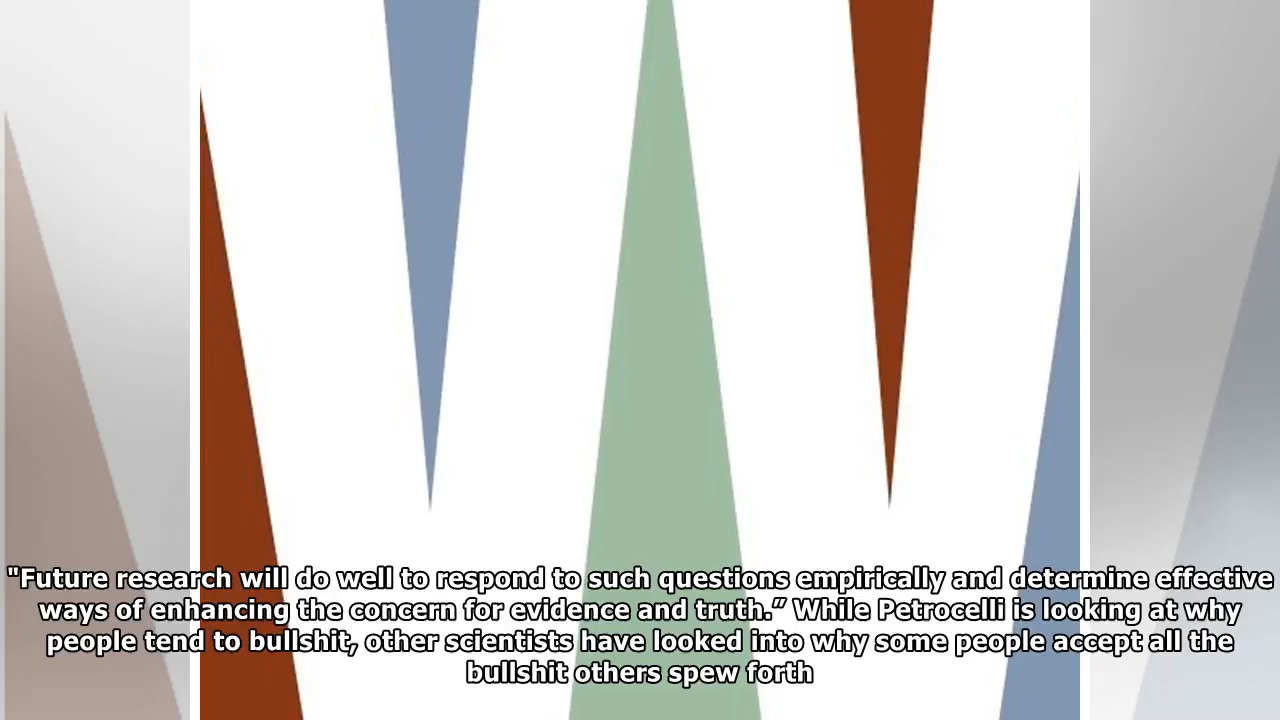 "Future research will do well to respond to such questions empirically and determine effective
ways of enhancing the concern for evidence and truth.” While Petrocelli is looking at why
people tend to bullshit, other scientists have looked into why some people accept all the
bullshit others spew forth